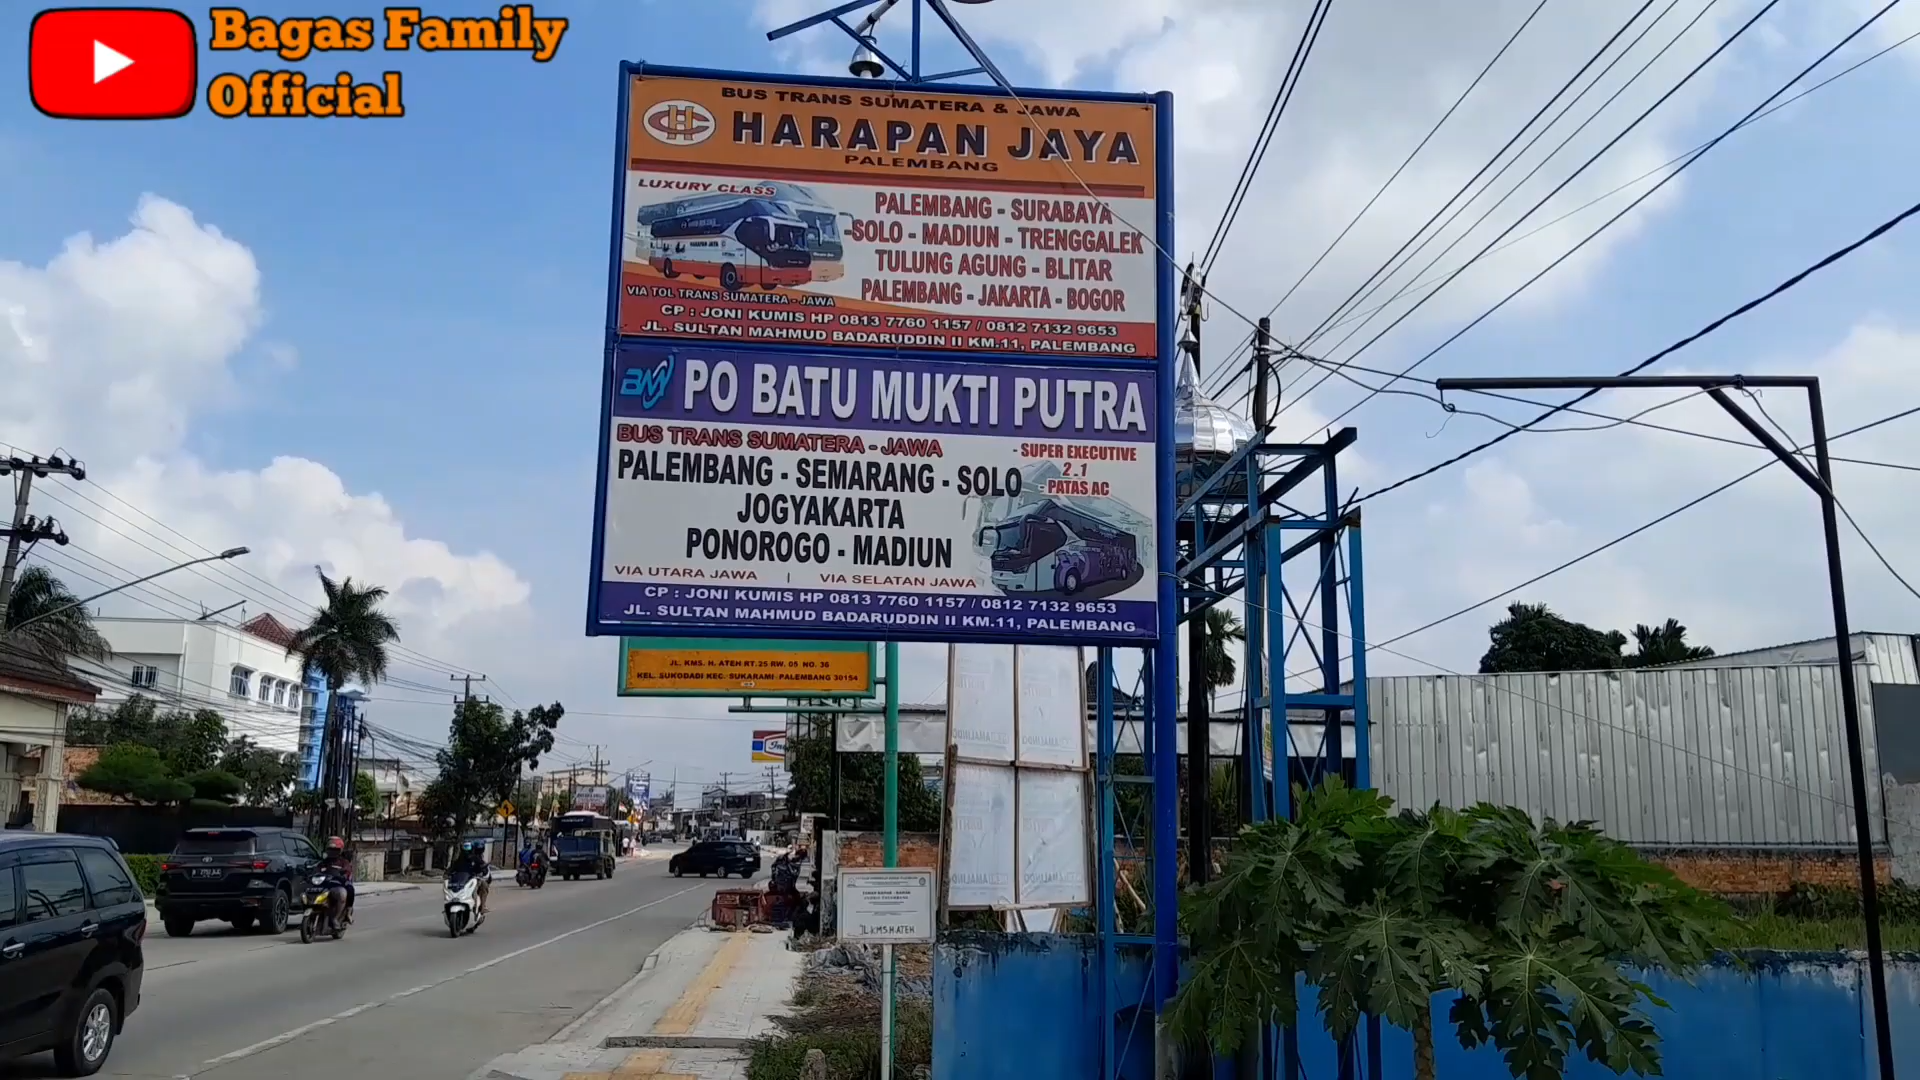 Bagas Family
Official
BUS TRANS SUMATERA & JAWA
HARAPAN JAYA
PALEMBANG
LUXURY CLASS
PALEMBANG - SURABAYA
-SOLO - MADIUN - TRENGGALEK
TULUNG AGUNG - BLITAR
PALEMBANG - JAKARTA - BOGOR
VIA TOL TRANS SUMATERA - JAWA
CP : JONI KUMIS HP 0813 7760 1157 / 0812 7132 9653
JL. SULTAN MAHMUD BADARUDDIN II KM.11, PALEMBANG
PO BATU MUKTI PUTRA
BUS TRANS SUMATERA - JAWA
- SUPER EXECUTIVE
2_1
- PATAS AC
PALEMBANG - SEMARANG - SOLO
JOGYAKARTA
PONOROGO - MADIUN
VIA UTARA JAWA | VIA SELATAN JAWA
CP : JONI KUMIS HP 0813 7760 1157 / 0812 7132 9653
JL. SULTAN MAHMUD BADARUDDIN II KM.11, PALEMBANG
JL. KMS. H. ATEH RT.25 RW. 05 NO. 36
KEL. SUKODADI KEC. SUKARAMI PALEMBANG 30154
JL.KMS.H.ATEH